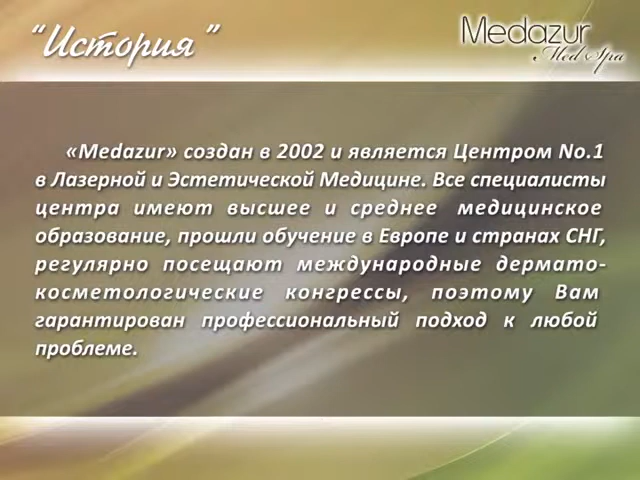 “История”
Medazur
Med Spa
«Medazur» создан в 2002 и является Центром No.1
в Лазерной и Эстетической Медицине. Все специалисты
центра имеют высшее и среднее медицинское
образование, прошли обучение в Европе и странах СНГ,
регулярно посещают международные дермато-
косметологические конгрессы, поэтому Вам
гарантирован профессиональный подход к любой
проблеме.